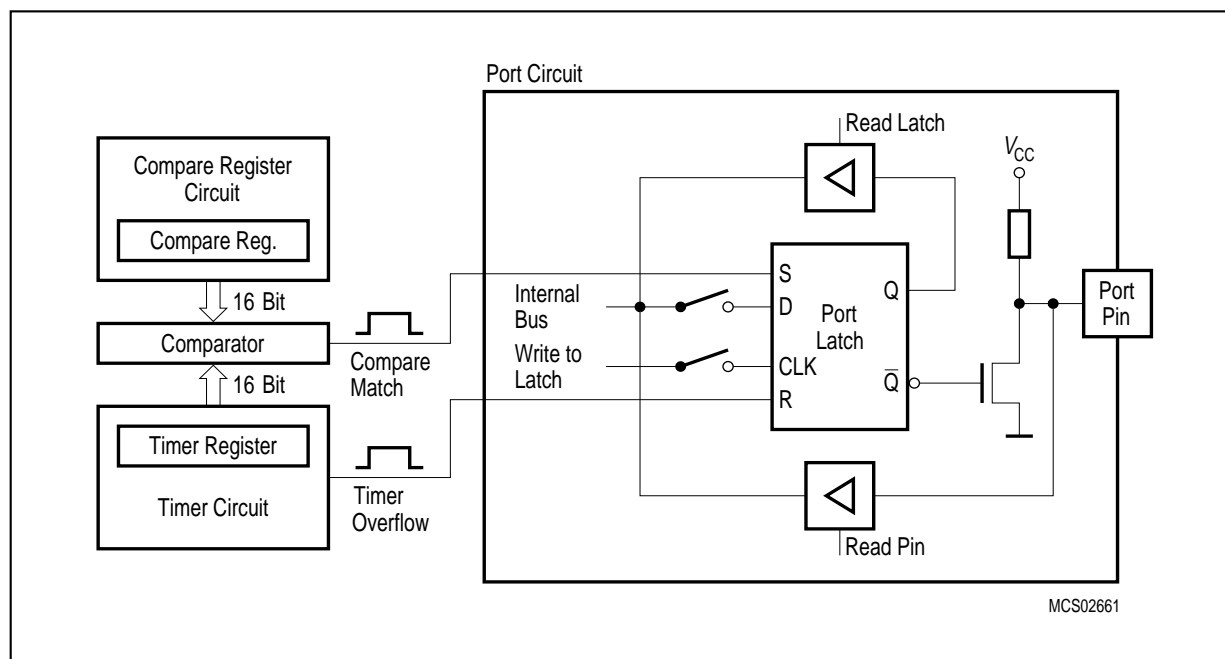 Port Circuit
Compare Register
Circuit
Compare Reg.
16 Bit
Comparator
16 Bit
Timer Register
Timer Circuit
Compare
Match
Timer
Overflow
Read Latch
VCC
Internal
Bus
Write to
Latch
S
D
CLK
R
Port
Latch
Q
Q̅
Port
Pin
Read Pin
MCS02661